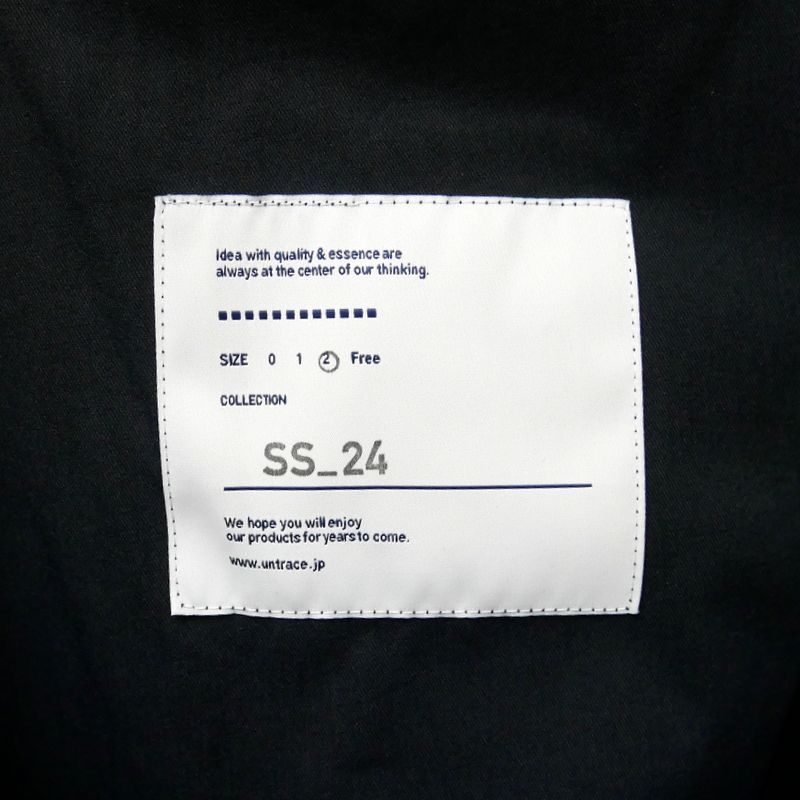 Idea with quality & essence are
always at the center of our thinking.
SIZE 0 1 2 Free
COLLECTION
SS_24
We hope you will enjoy
our products for years to come.
www.untrace.jp